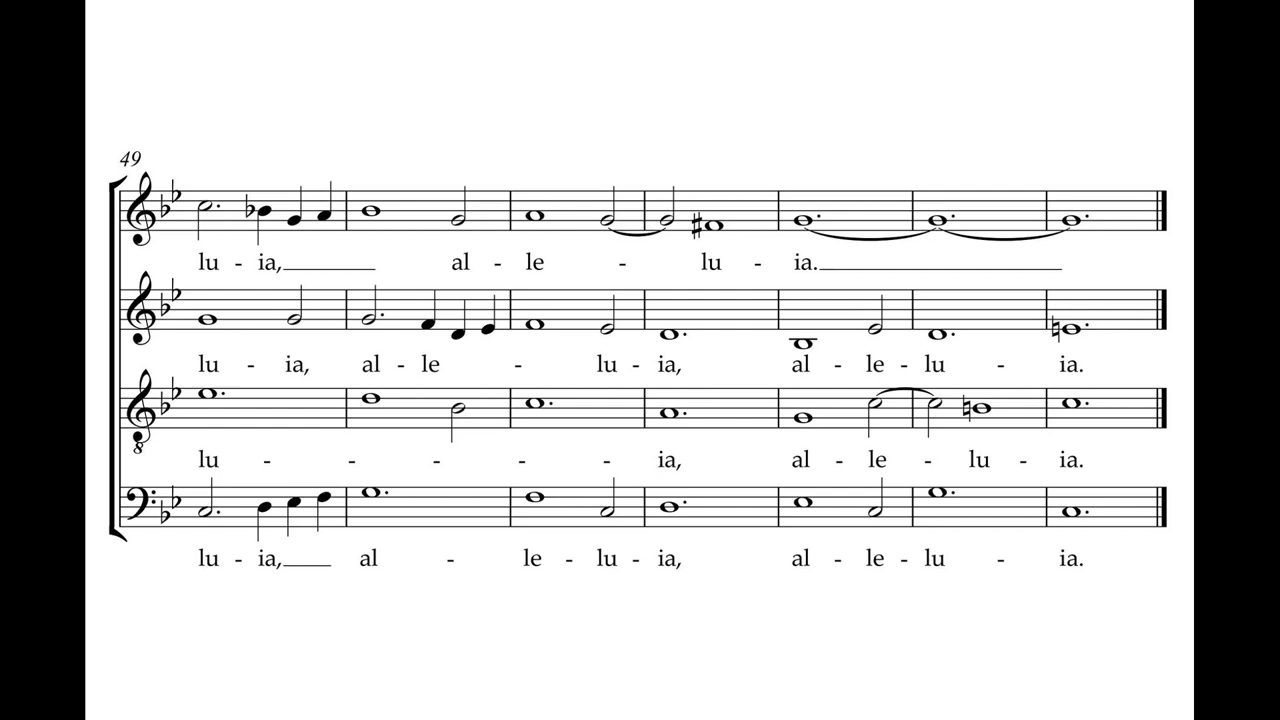 49
lu - ia, al - le - lu - ia.
lu - ia, al - le - lu - ia, al - le - lu - ia.
8
lu - - - - - ia, al - le - lu - ia.
lu - ia, al - le - lu - ia, al - le - lu - ia.